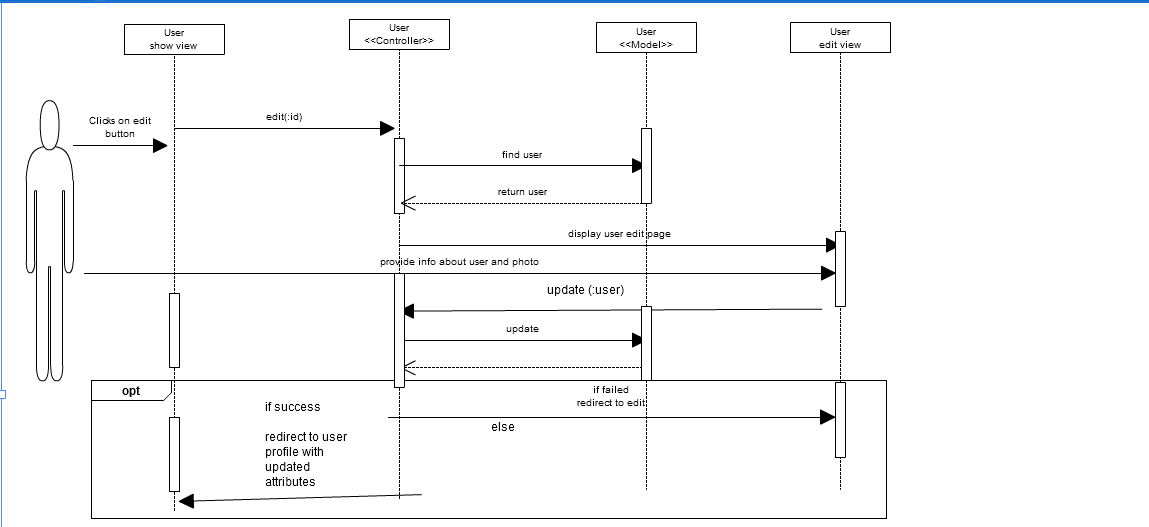 User
show view
User
<<Controller>>
User
<<Model>>
User
edit view
Clicks on edit
button
edit(:id)
find user
return user
display user edit page
provide info about user and photo
update (:user)
update
opt
if failed
redirect to edit
if success
else
redirect to user
profile with
updated
attributes